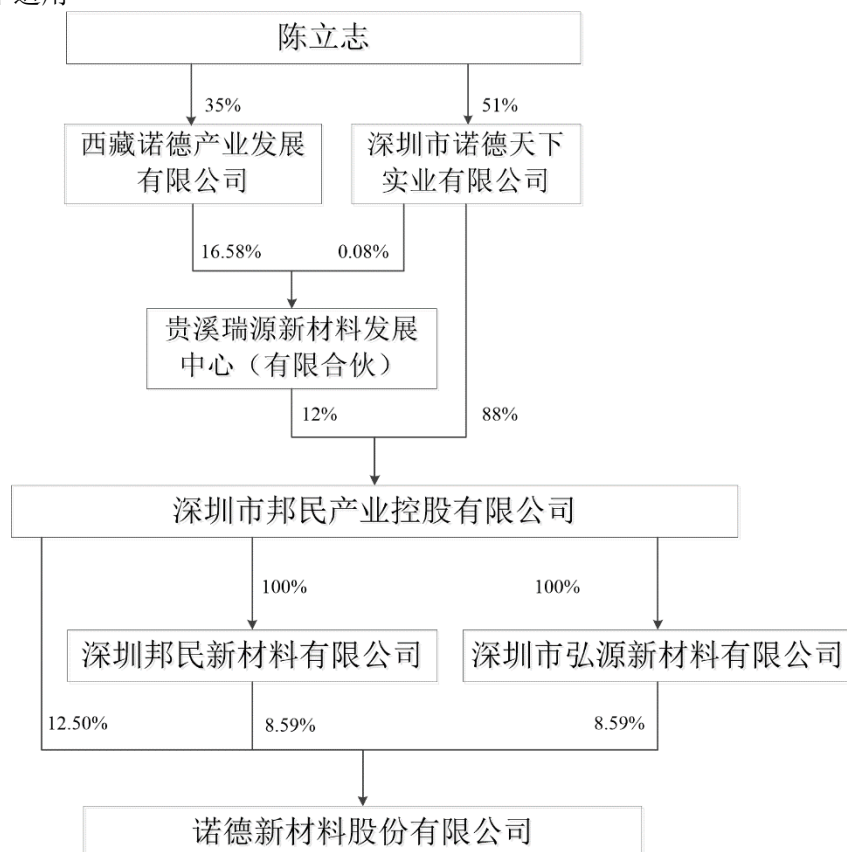 陈立志
35%
51%
西藏诺德产业发展
有限公司
深圳市诺德天下
实业有限公司
16.58%
0.08%
贵溪瑞源新材料发展
中心（有限合伙）
12%
88%
深圳市邦民产业控股有限公司
100%
100%
深圳邦民新材料有限公司
深圳市弘源新材料有限公司
12.50%
8.59%
8.59%
诺德新材料股份有限公司